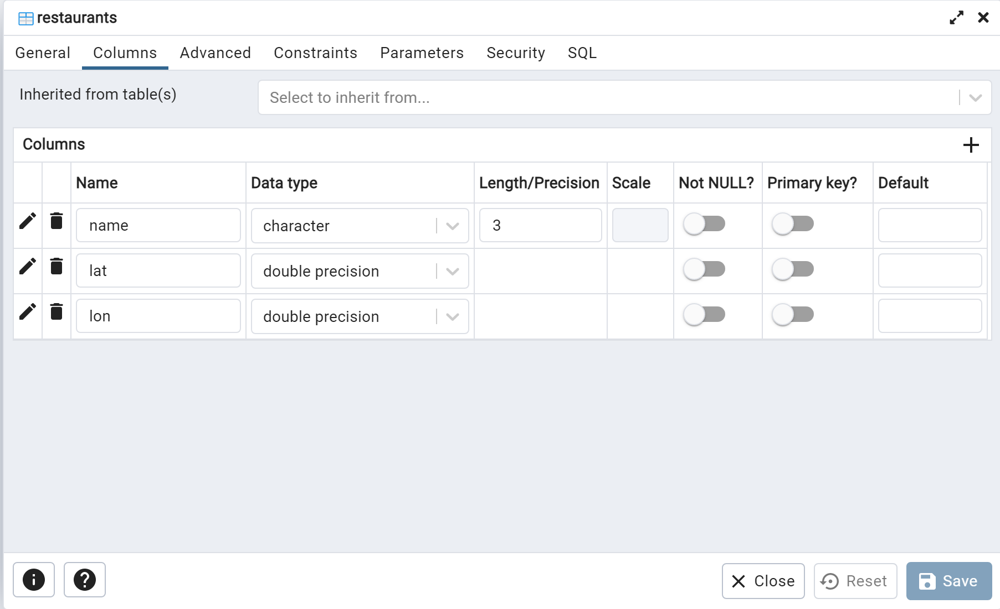 restaurants
General Columns Advanced Constraints Parameters Security SQL
Inherited from table(s) Select to inherit from...
Columns
Name Data type Length/Precision Scale Not NULL? Primary key? Default
name character 3
lat double precision
lon double precision
Close Reset Save